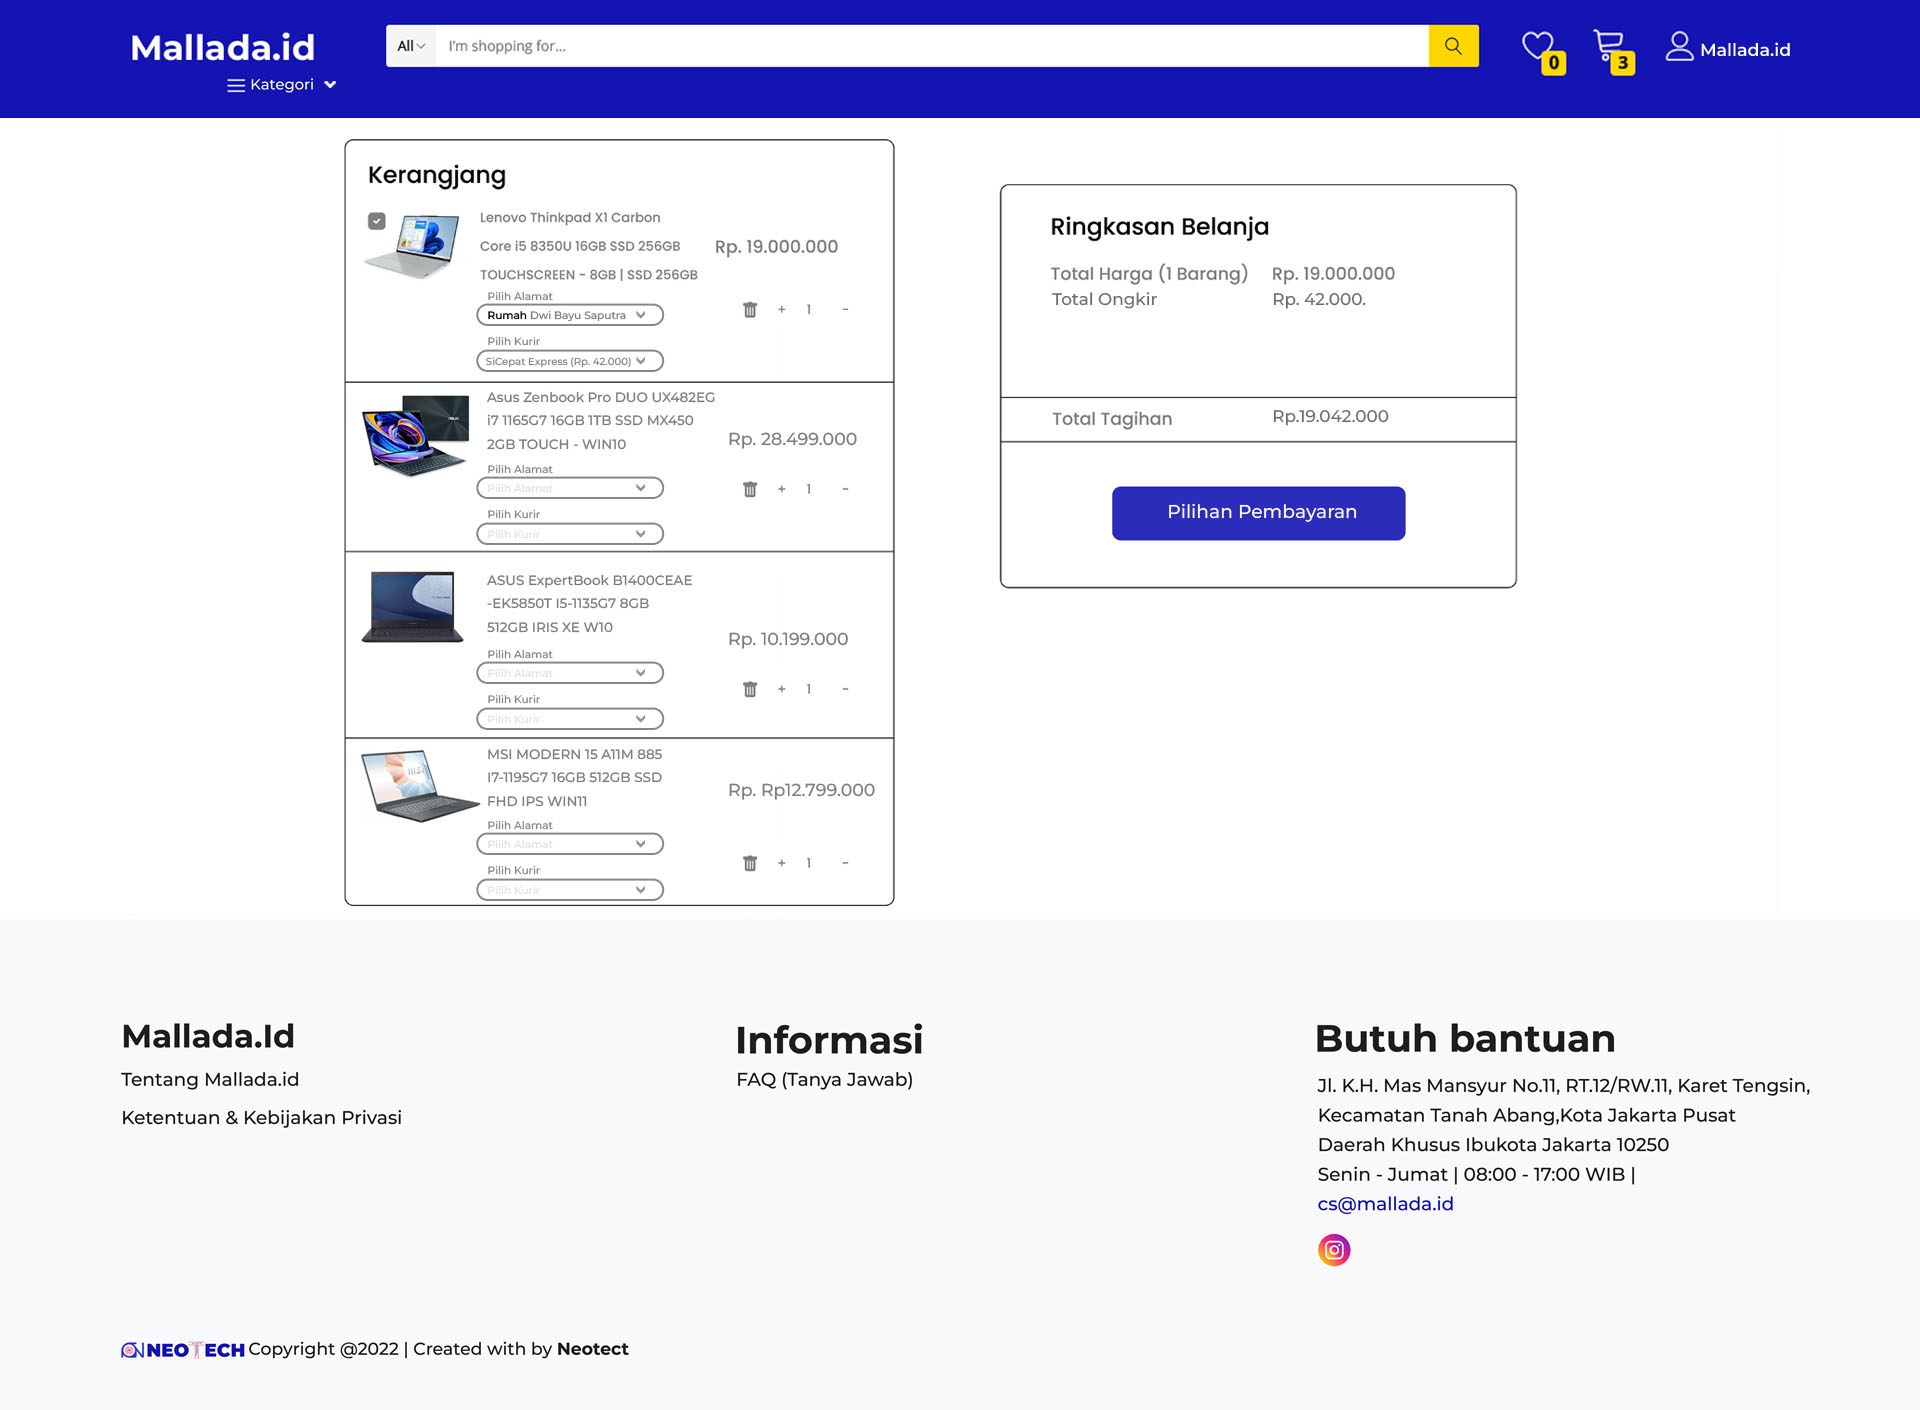 Mallada.id
All
I'm shopping for...
0
3
Mallada.id
Kategori
Kerangjang
Lenovo Thinkpad X1 Carbon
Core i5 8350U 16GB SSD 256GB
TOUCHSCREEN - 8GB | SSD 256GB
Rp. 19.000.000
Pilih Alamat
Rumah Dwi Bayu Saputra
+ 1 -
Pilih Kurir
SiCepat Express (Rp. 42.000)
Asus Zenbook Pro DUO UX482EG
i7 1165G7 16GB 1TB SSD MX450
2GB TOUCH - WIN10
Rp. 28.499.000
Pilih Alamat
Pilih Alamat
+ 1 -
Pilih Kurir
Pilih Kurir
ASUS ExpertBook B1400CEAE
-EK5850T I5-1135G7 8GB
512GB IRIS XE W10
Rp. 10.199.000
Pilih Alamat
Pilih Alamat
+ 1 -
Pilih Kurir
Pilih Kurir
MSI MODERN 15 A11M 885
I7-1195G7 16GB 512GB SSD
FHD IPS WIN11
Rp. Rp12.799.000
Pilih Alamat
Pilih Alamat
+ 1 -
Pilih Kurir
Pilih Kurir
Ringkasan Belanja
Total Harga (1 Barang) Rp. 19.000.000
Total Ongkir Rp. 42.000.
Total Tagihan Rp.19.042.000
Pilihan Pembayaran
Mallada.Id
Tentang Mallada.id
Ketentuan & Kebijakan Privasi
Informasi
FAQ (Tanya Jawab)
Butuh bantuan
Jl. K.H. Mas Mansyur No.11, RT.12/RW.11, Karet Tengsin,
Kecamatan Tanah Abang,Kota Jakarta Pusat
Daerah Khusus Ibukota Jakarta 10250
Senin - Jumat | 08:00 - 17:00 WIB |
cs@mallada.id
NEOTECH Copyright @2022 | Created with by Neotect